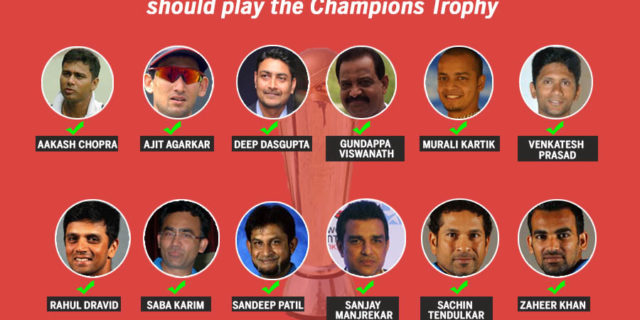 should play the Champions Trophy
AAKASH CHOPRA
AJIT AGARKAR
DEEP DASGUPTA
GUNDAPPA
VISWANATH
MURALI KARTIK
VENKATESH
PRASAD
RAHUL DRAVID
SABA KARIM
SANDEEP PATIL
SANJAY
MANJREKAR
SACHIN
TENDULKAR
ZAHEER KHAN